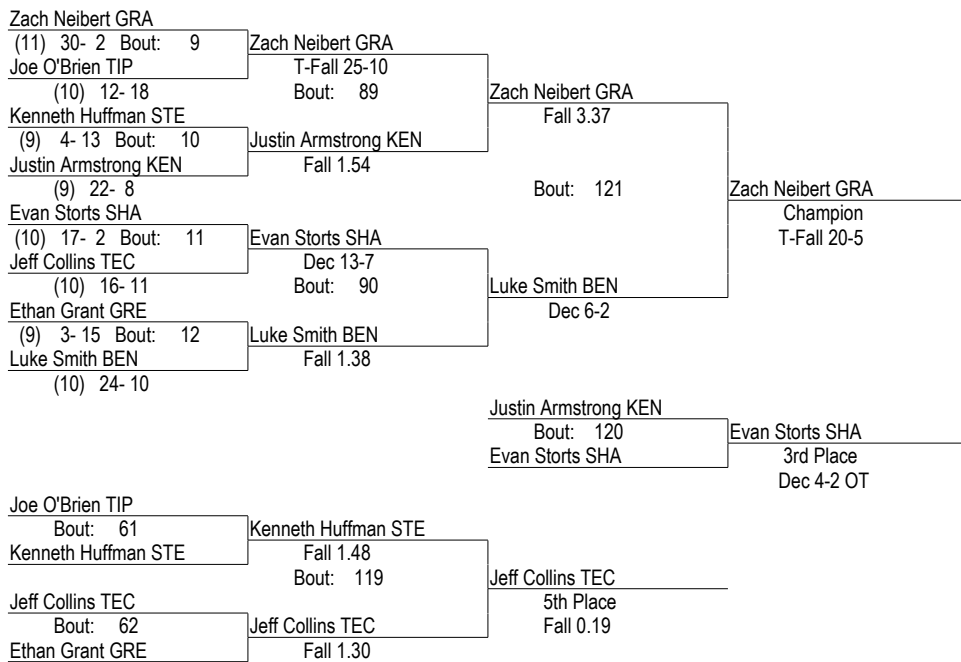 Zach Neibert GRA
(11) 30- 2 Bout: 9
Zach Neibert GRA
Joe O'Brien TIP
T-Fall 25-10
(10) 12- 18
Bout: 89
Zach Neibert GRA
Kenneth Huffman STE
Fall 3.37
(9) 4- 13 Bout: 10
Justin Armstrong KEN
Justin Armstrong KEN
Fall 1.54
(9) 22- 8
Bout: 121
Zach Neibert GRA
Evan Storts SHA
Champion
(10) 17- 2 Bout: 11
Evan Storts SHA
T-Fall 20-5
Jeff Collins TEC
Dec 13-7
(10) 16- 11
Bout: 90
Luke Smith BEN
Ethan Grant GRE
Dec 6-2
(9) 3- 15 Bout: 12
Luke Smith BEN
Luke Smith BEN
Fall 1.38
(10) 24- 10
Justin Armstrong KEN
Bout: 120
Evan Storts SHA
Evan Storts SHA
3rd Place
Dec 4-2 OT
Joe O'Brien TIP
Bout: 61
Kenneth Huffman STE
Kenneth Huffman STE
Fall 1.48
Bout: 119
Jeff Collins TEC
Jeff Collins TEC
5th Place
Bout: 62
Jeff Collins TEC
Fall 0.19
Ethan Grant GRE
Fall 1.30